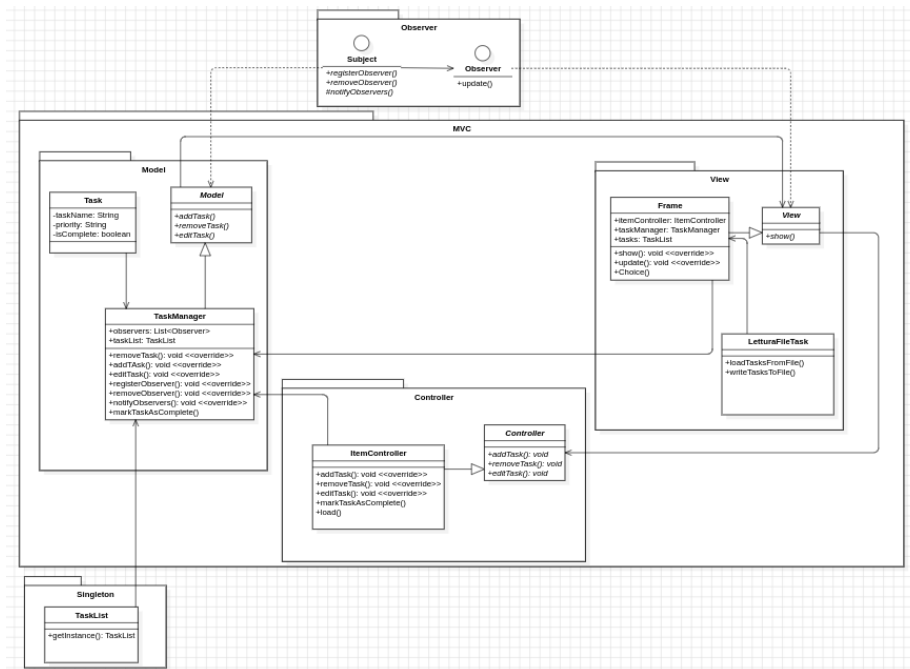 Observer
Subject
+registerObserver()
+removeObserver()
#notifyObservers()
Observer
+update()
MVC
Model
Task
-taskName: String
-priority: String
-isComplete: boolean
Model
+addTask()
+removeTask()
+editTask()
TaskManager
+observers: List<Observer>
+taskList: TaskList
+removeTask(): void <<override>>
+addTAsk(): void <<override>>
+editTask(): void <<override>>
+registerObserver(): void <<override>>
+removeObserver(): void <<override>>
+notifyObservers(): void <<override>>
+markTaskAsComplete()
View
Frame
+itemController: ItemController
+taskManager: TaskManager
+tasks: TaskList
+show(): void <<override>>
+update(): void <<override>>
+Choice()
View
+show()
LetturaFileTask
+loadTasksFromFile()
+writeTasksToFile()
Controller
ItemController
+addTask(): void <<override>>
+removeTask(): void <<override>>
+editTask(): void <<override>>
+markTaskAsComplete()
+load()
Controller
+addTask(): void
+removeTask(): void
+editTask(): void
Singleton
TaskList
+getInstance(): TaskList